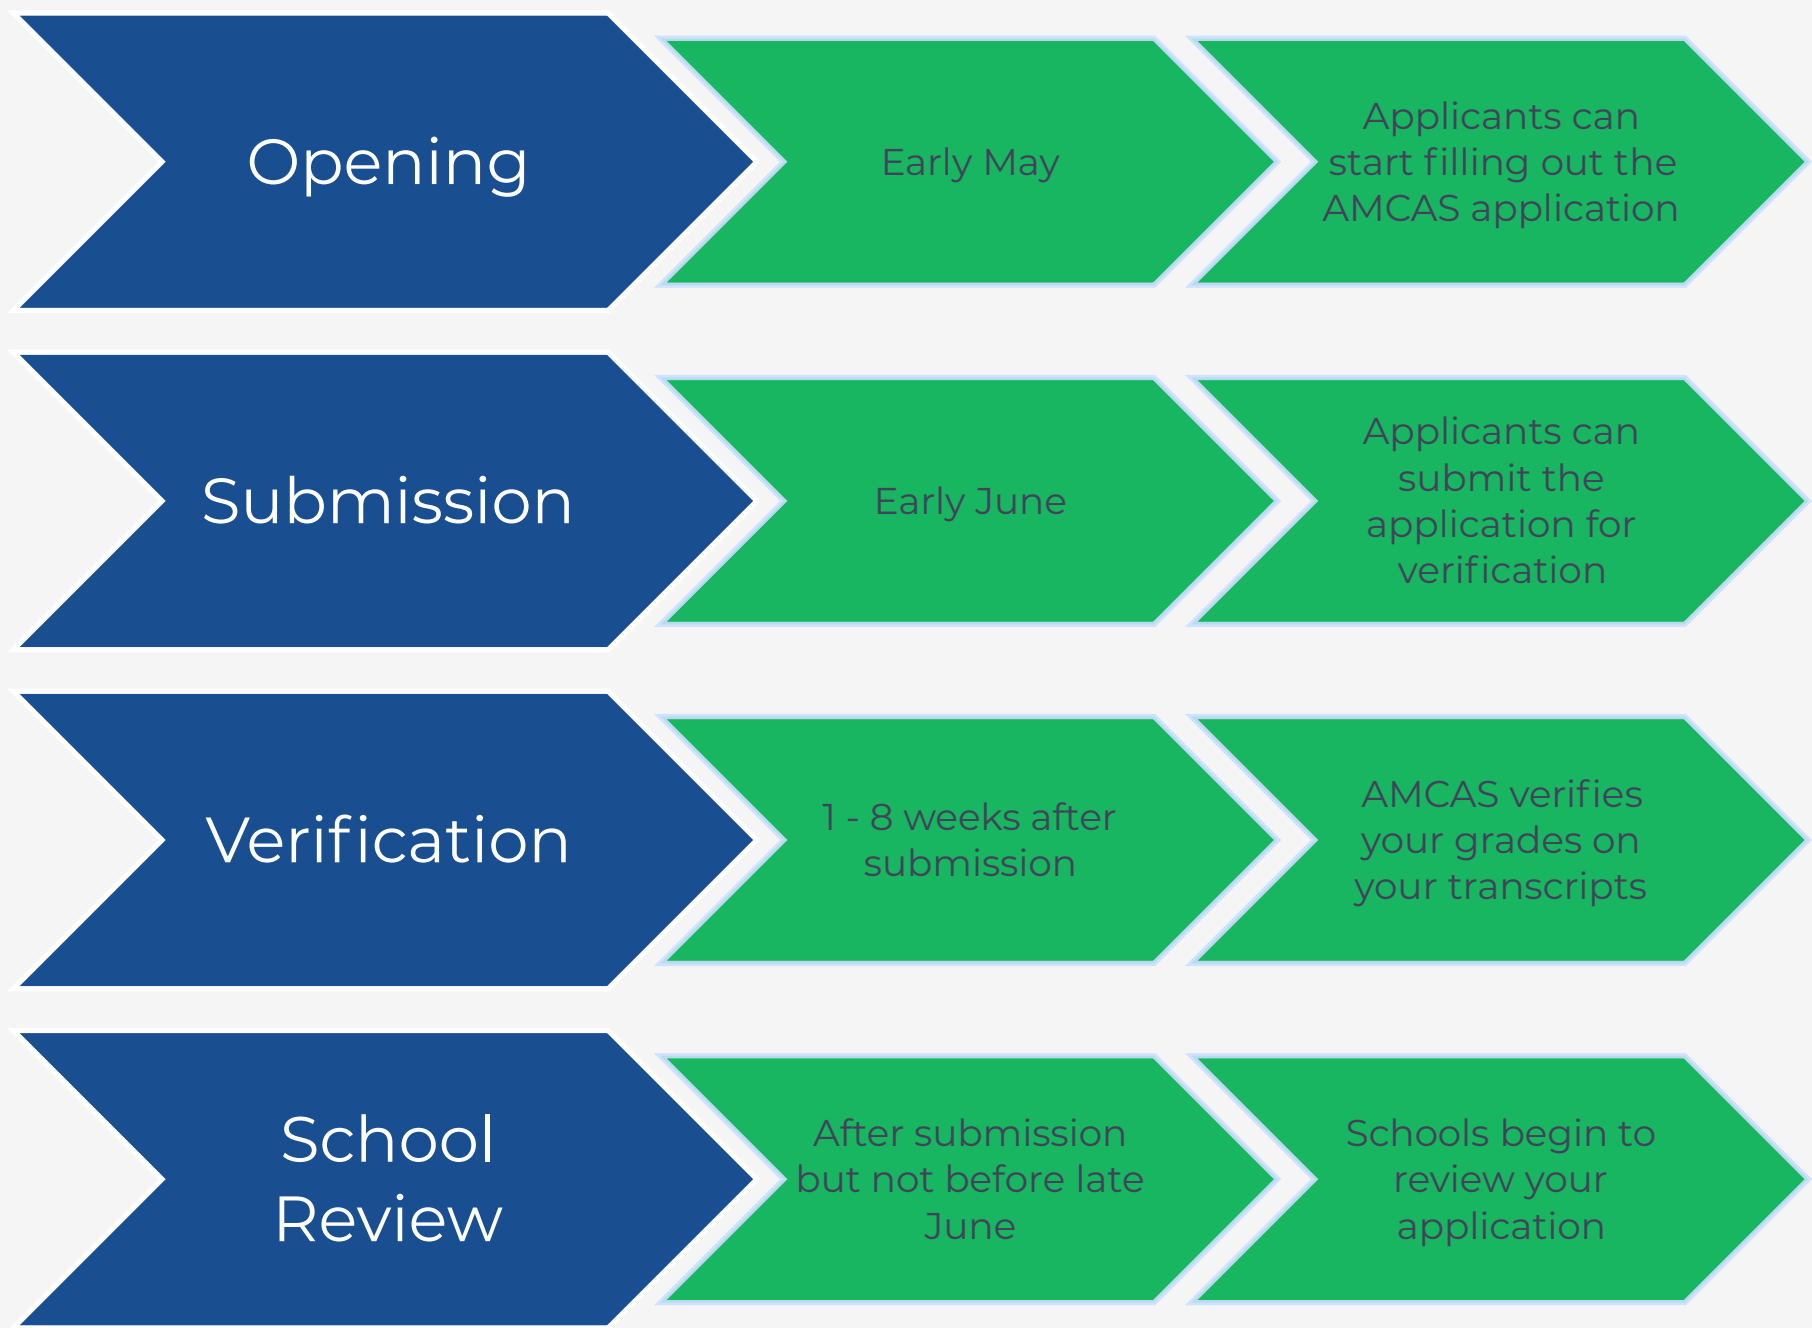 Opening
Early May
Applicants can
start filling out the
AMCAS application
Submission
Early June
Applicants can
submit the
application for
verification
Verification
1 - 8 weeks after
submission
AMCAS verifies
your grades on
your transcripts
School
Review
After submission
but not before late
June
Schools begin to
review your
application